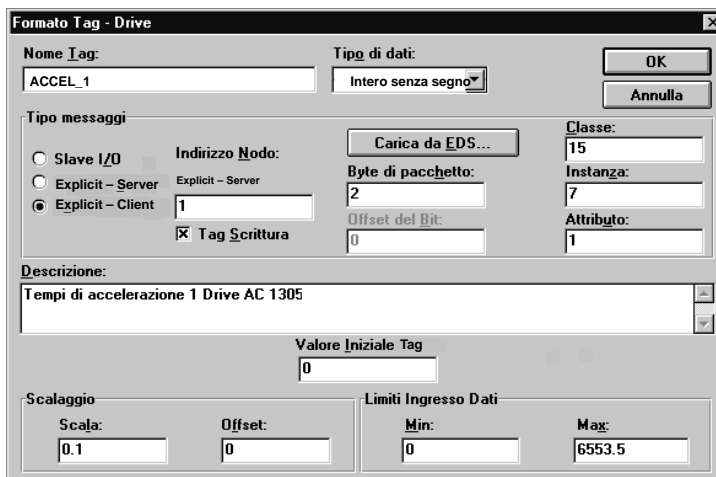 Formato Tag - Drive
Nome Tag:
Tipo di dati:
ACCEL_1
Intero senza segno
OK
Annulla
Tipo messaggi
Slave I/O
Explicit – Server
Explicit – Client
Indirizzo Nodo:
Explicit – Server
1
Tag Scrittura
Carica da EDS...
Byte di pacchetto:
2
Offset del Bit:
0
Classe:
15
Instanza:
7
Attributo:
1
Descrizione:
Tempi di accelerazione 1 Drive AC 1305
Valore Iniziale Tag
0
Scalaggio
Scala:
Offset:
0.1
0
Limiti Ingresso Dati
Min:
Max:
0
6553.5